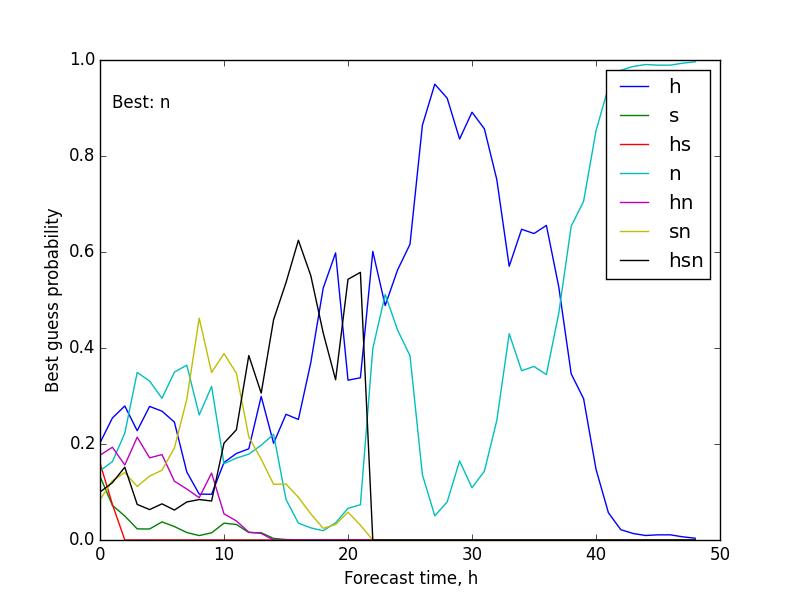 1.0
0.8
0.6
0.4
0.2
0.0
Best guess probability
Best: n
h
s
hs
n
hn
sn
hsn
0 10 20 30 40 50
Forecast time, h